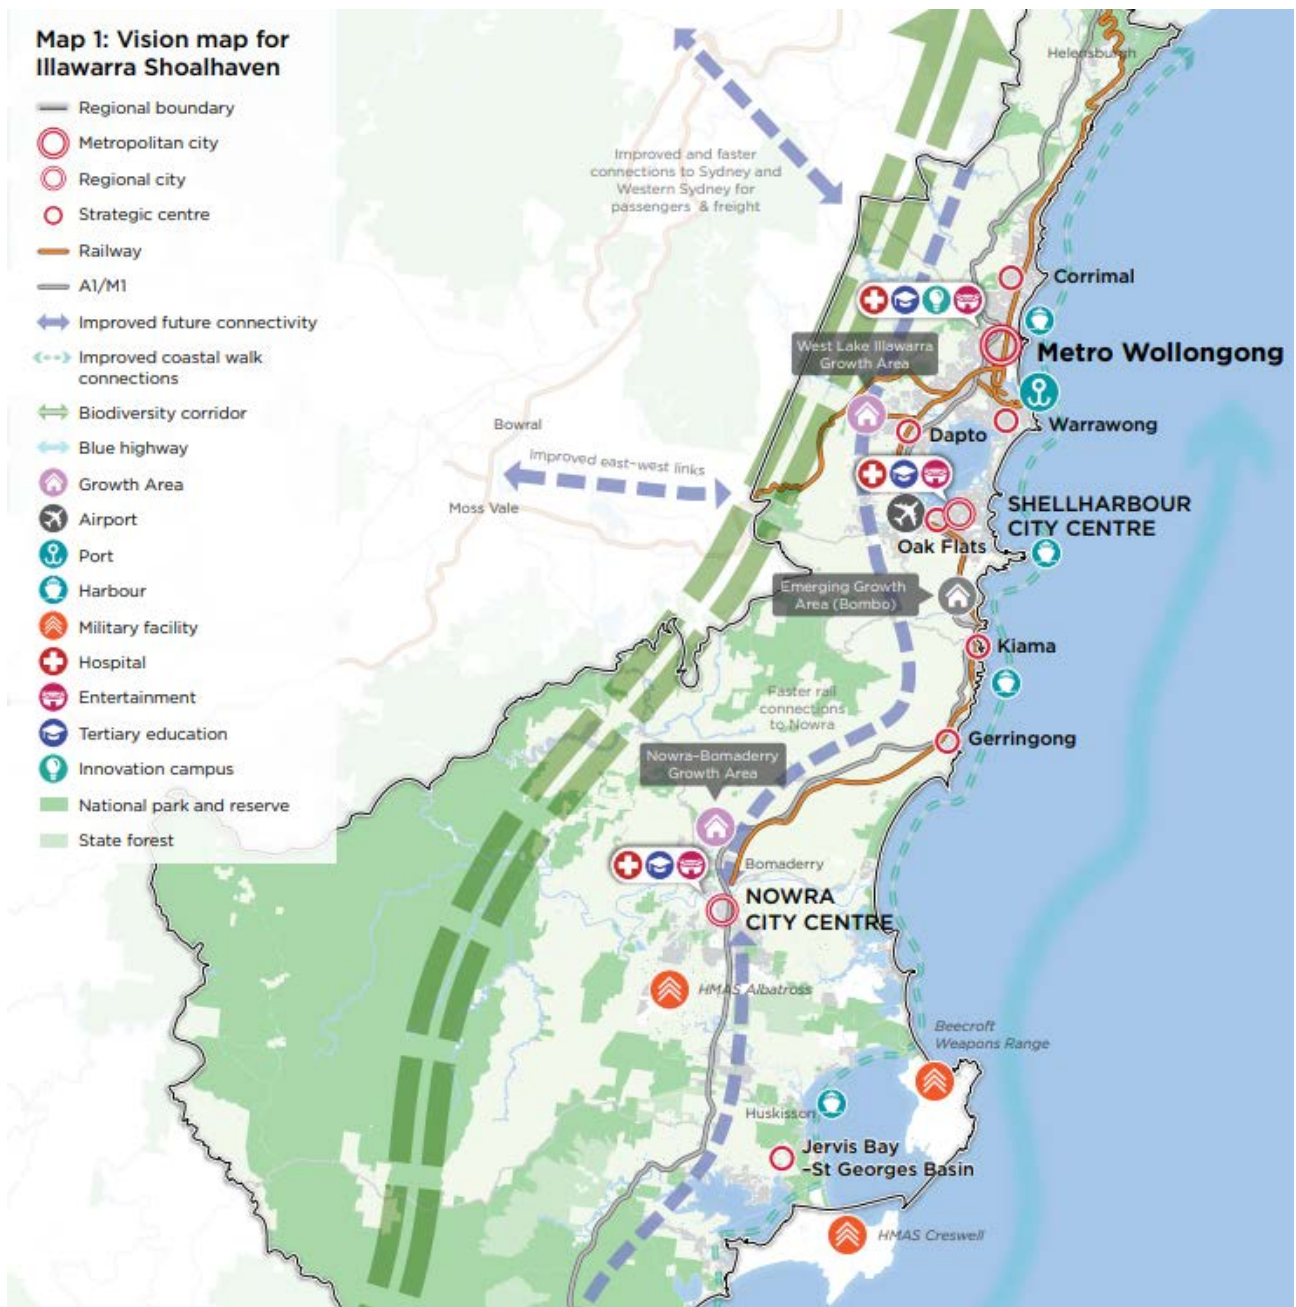 Map 1: Vision map for
Illawarra Shoalhaven
Regional boundary
Metropolitan city
Regional city
Strategic centre
Railway
A1/M1
Improved future connectivity
Improved coastal walk
connections
Biodiversity corridor
Blue highway
Growth Area
Airport
Port
Harbour
Military facility
Hospital
Entertainment
Tertiary education
Innovation campus
National park and reserve
State forest
Helensburgh
Improved and faster
connections to Sydney and
Western Sydney for
passengers & freight
Corrimal
West Lake Illawarra
Growth Area
Metro Wollongong
Bowral
Dapto
Warrawong
Improved east–west links
Moss Vale
SHELLHARBOUR
CITY CENTRE
Oak Flats
Emerging Growth
Area (Bombo)
Kiama
Faster rail
connections
to Nowra
Gerringong
Nowra–Bomaderry
Growth Area
Bomaderry
NOWRA
CITY CENTRE
HMAS Albatross
Beecroft
Weapons Range
Huskisson
Jervis Bay
–St Georges Basin
HMAS Creswell